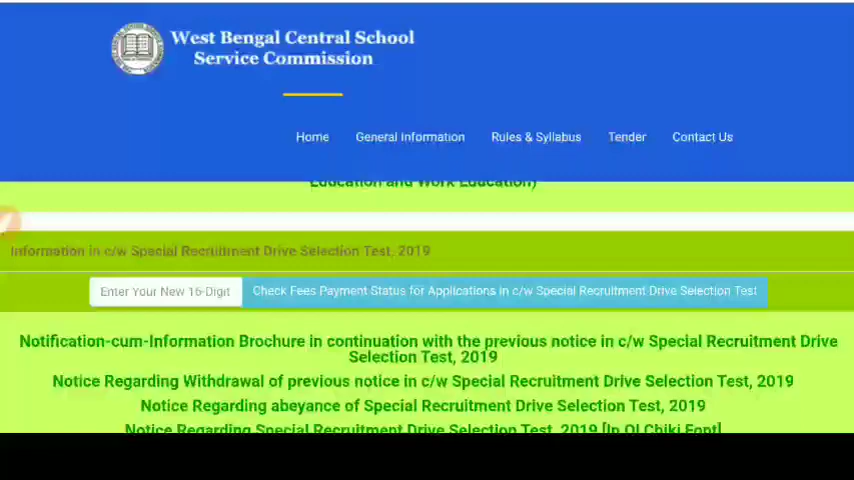 West Bengal Central School
Service Commission
Home General Information Rules & Syllabus Tender Contact Us
Education and Work Education)
Information in c/w Special Recruitment Drive Selection Test, 2019
Enter Your New 16-Digit Check Fees Payment Status for Applications in c/w Special Recruitment Drive Selection Test
Notification-cum-Information Brochure in continuation with the previous notice in c/w Special Recruitment Drive
Selection Test, 2019
Notice Regarding Withdrawal of previous notice in c/w Special Recruitment Drive Selection Test, 2019
Notice Regarding abeyance of Special Recruitment Drive Selection Test, 2019
Notice Regarding Special Recruitment Drive Selection Test, 2019 [In Ol Chiki Font]